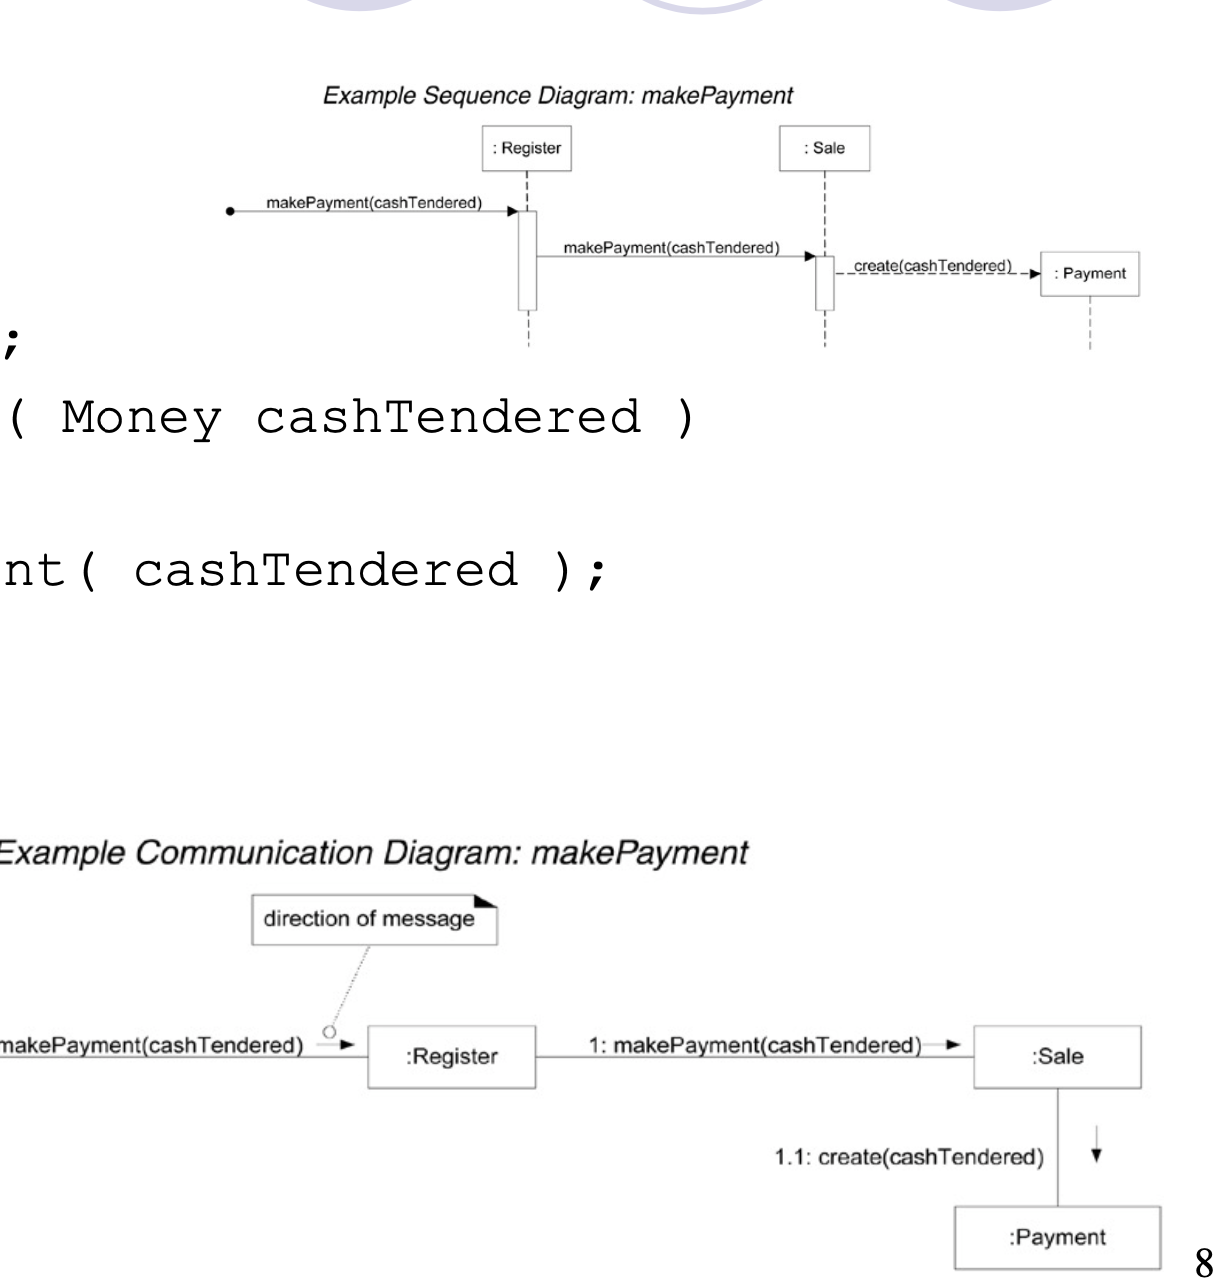 Example Sequence Diagram: makePayment
: Register
: Sale
makePayment(cashTendered)
makePayment(cashTendered)
create(cashTendered)
: Payment
;
( Money cashTendered )
nt( cashTendered );
Example Communication Diagram: makePayment
direction of message
makePayment(cashTendered)
:Register
1: makePayment(cashTendered)
:Sale
1.1: create(cashTendered)
:Payment
8